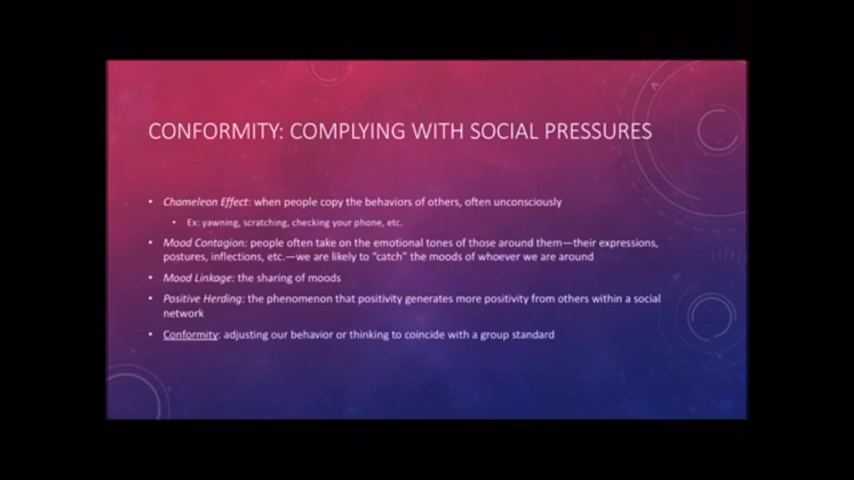 CONFORMITY: COMPLYING WITH SOCIAL PRESSURES
• Chameleon Effect: when people copy the behaviors of others, often unconsciously
• Ex: yawning, scratching, checking your phone, etc.
• Mood Contagion: people often take on the emotional tones of those around them—their expressions,
postures, inflections, etc.—we are likely to "catch" the moods of whoever we are around
• Mood Linkage: the sharing of moods
• Positive Herding: the phenomenon that positivity generates more positivity from others within a social
network
• Conformity: adjusting our behavior or thinking to coincide with a group standard